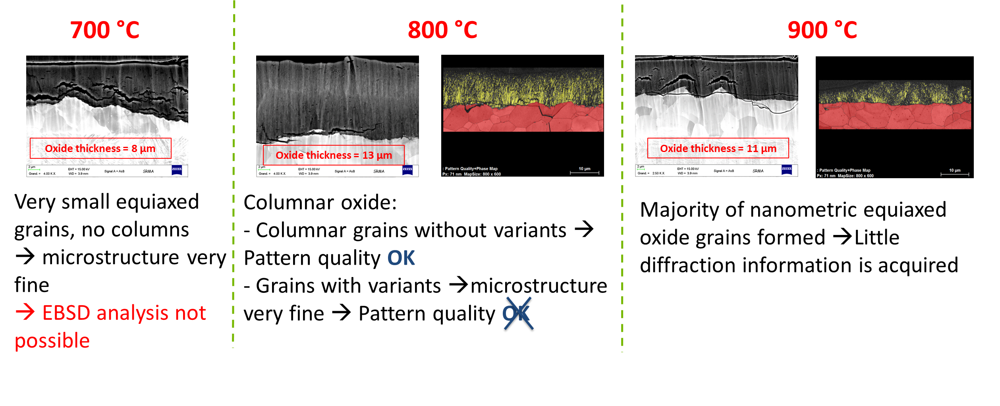 700 °C
800 °C
900 °C
Oxide thickness = 8 µm
2 µm
Grand. = 4.00 K X
EHT = 15.00 kV
WD = 3.9 mm
Signal A = AsB
SRMA
ZEISS
Oxide thickness = 13 µm
2 µm
Grand. = 4.00 K X
EHT = 15.00 kV
WD = 3.9 mm
Signal A = AsB
SRMA
ZEISS
: Pattern Quality+Phase Map
Px: 71 nm MapSize: 800 x 600
10 µm
Oxide thickness = 11 µm
2 µm
Grand. = 2.50 K X
EHT = 15.00 kV
WD = 3.9 mm
Signal A = AsB
SRMA
ZEISS
: Pattern Quality+Phase Map
Px: 71 nm MapSize: 800 x 600
10 µm
Very small equiaxed
grains, no columns
→ microstructure very
fine
→ EBSD analysis not
possible
Columnar oxide:
- Columnar grains without variants →
Pattern quality OK
- Grains with variants →microstructure
very fine → Pattern quality OK
Majority of nanometric equiaxed
oxide grains formed →Little
diffraction information is acquired